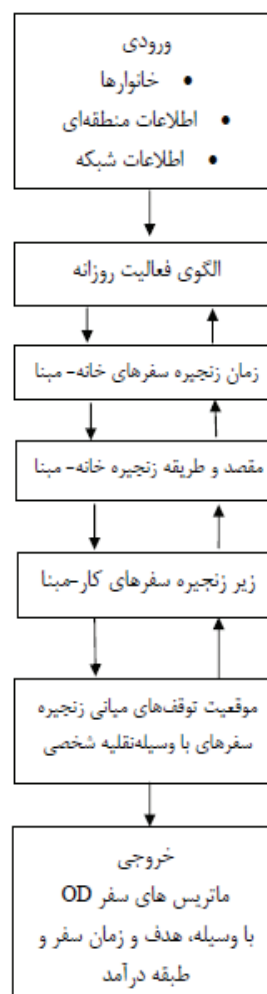 ورودی
• خانوارها
• اطلاعات منطقه‌ای
• اطلاعات شبکه
الگوی فعالیت روزانه
زمان زنجیره سفرهای خانه- مبنا
مقصد و طریقه زنجیره خانه- مبنا
زیر زنجیره سفرهای کار-مبنا
موقعیت توقف‌های میانی زنجیره
سفرهای با وسیله‌نقلیه شخصی
خروجی
ماتریس های سفر OD
با وسیله، هدف و زمان سفر و
طبقه درآمد